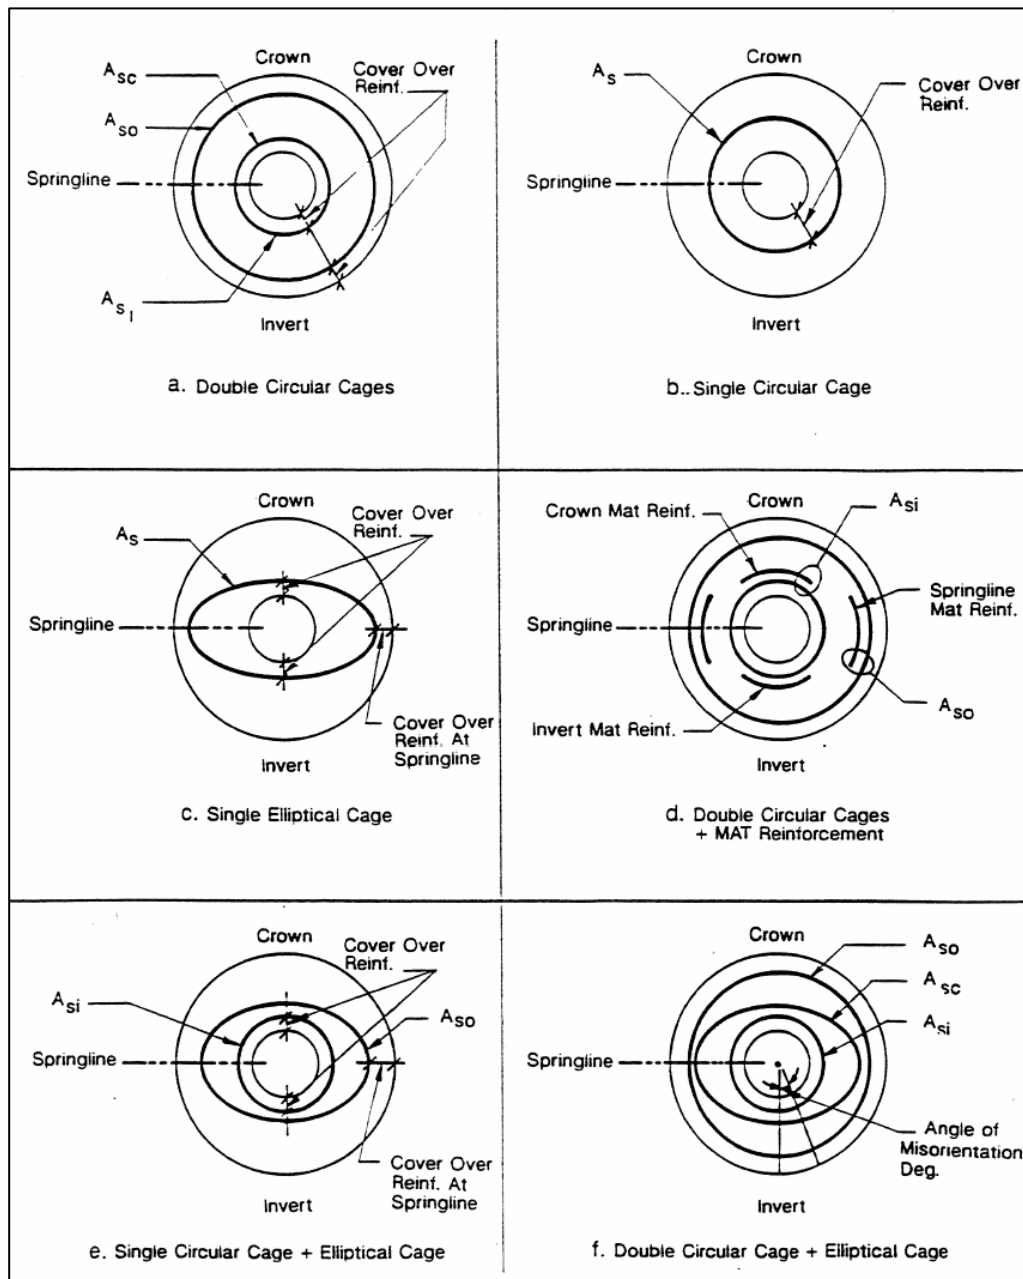 Crown
Asc
Cover Over
Reinf.
Aso
Springline
As1
Invert
a. Double Circular Cages
Crown
As
Cover Over
Reinf.
Springline
Invert
b.. Single Circular Cage
Crown
Cover Over
Reinf.
As
Springline
Cover Over
Reinf. At
Springline
Invert
c. Single Elliptical Cage
Crown
Crown Mat Reinf.
Asi
Springline
Mat Reinf.
Springline
Aso
Invert Mat Reinf.
Invert
d. Double Circular Cages
+ MAT Reinforcement
Crown
Cover Over
Reinf.
Asi
Aso
Springline
Cover Over
Reinf. At
Springline
Invert
e. Single Circular Cage + Elliptical Cage
Crown
Aso
Asc
Asi
Springline
Angle of
Misorientation
Deg.
Invert
f. Double Circular Cage + Elliptical Cage